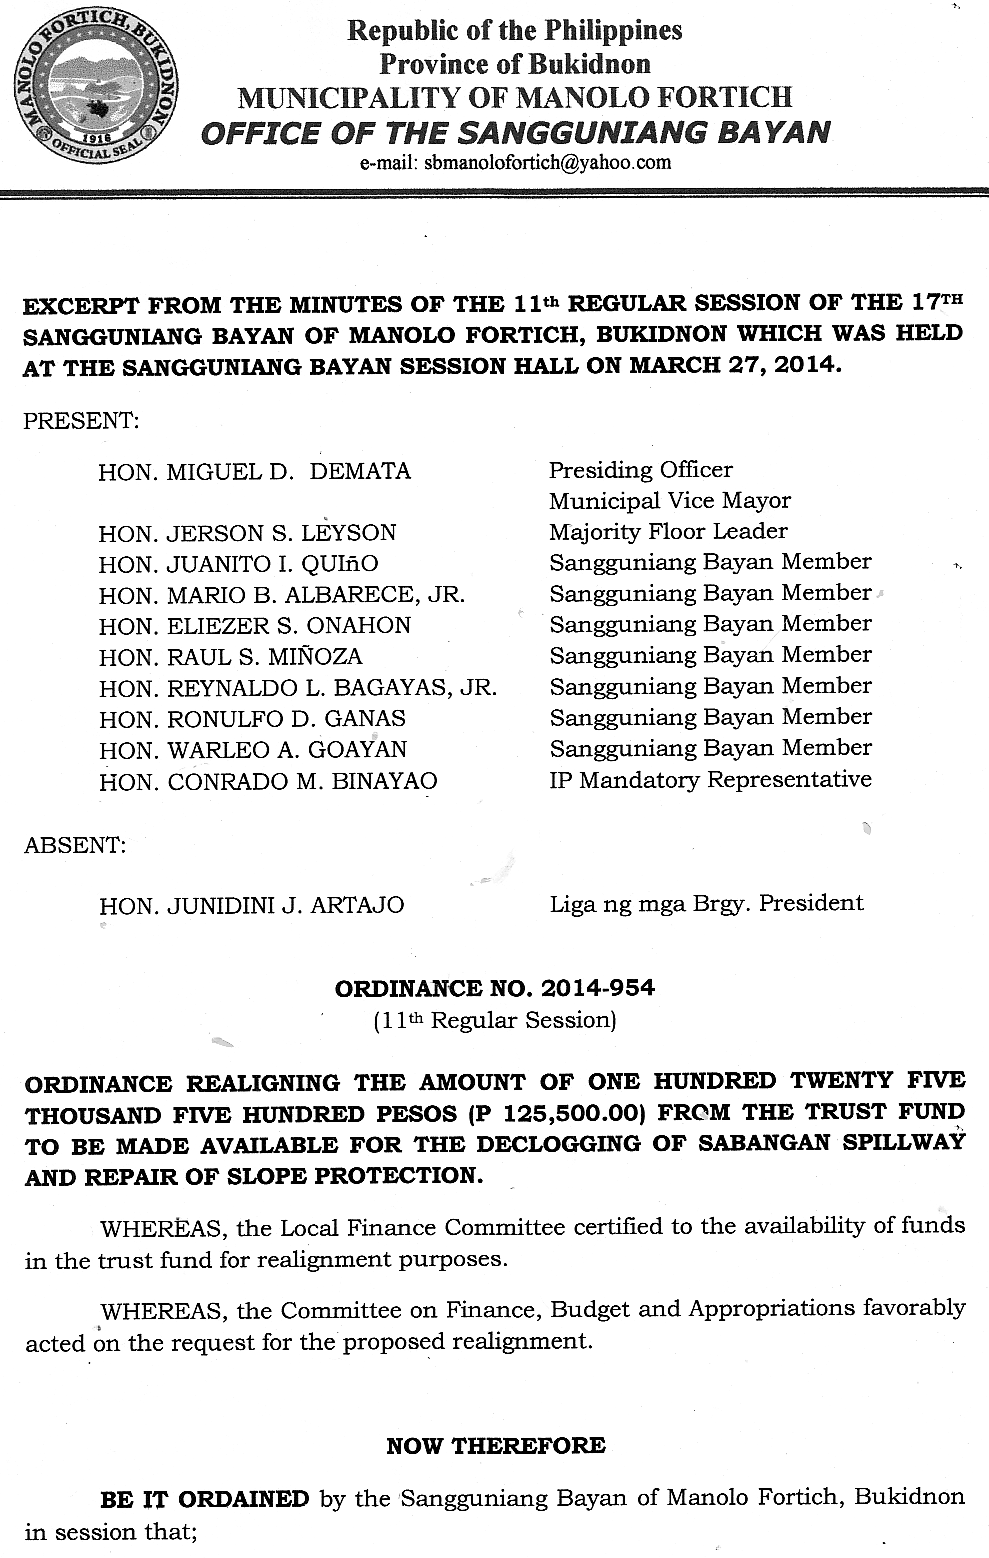 MANOLO FORTICH, BUKIDNON
1916
OFFICIAL SEAL
Republic of the Philippines
Province of Bukidnon
MUNICIPALITY OF MANOLO FORTICH
OFFICE OF THE SANGGUNIANG BAYAN
e-mail: sbmanolofortich@yahoo.com
EXCERPT FROM THE MINUTES OF THE 11th REGULAR SESSION OF THE 17TH
SANGGUNIANG BAYAN OF MANOLO FORTICH, BUKIDNON WHICH WAS HELD
AT THE SANGGUNIANG BAYAN SESSION HALL ON MARCH 27, 2014.
PRESENT:
HON. MIGUEL D. DEMATA Presiding Officer
Municipal Vice Mayor
HON. JERSON S. LEYSON Majority Floor Leader
HON. JUANITO I. QUIñO Sangguniang Bayan Member
HON. MARIO B. ALBARECE, JR. Sangguniang Bayan Member
HON. ELIEZER S. ONAHON Sangguniang Bayan Member
HON. RAUL S. MIÑOZA Sangguniang Bayan Member
HON. REYNALDO L. BAGAYAS, JR. Sangguniang Bayan Member
HON. RONULFO D. GANAS Sangguniang Bayan Member
HON. WARLEO A. GOAYAN Sangguniang Bayan Member
HON. CONRADO M. BINAYAO IP Mandatory Representative
ABSENT:
HON. JUNIDINI J. ARTAJO Liga ng mga Brgy. President
ORDINANCE NO. 2014-954
(11th Regular Session)
ORDINANCE REALIGNING THE AMOUNT OF ONE HUNDRED TWENTY FIVE
THOUSAND FIVE HUNDRED PESOS (P 125,500.00) FROM THE TRUST FUND
TO BE MADE AVAILABLE FOR THE DECLOGGING OF SABANGAN SPILLWAY
AND REPAIR OF SLOPE PROTECTION.
WHEREAS, the Local Finance Committee certified to the availability of funds
in the trust fund for realignment purposes.
WHEREAS, the Committee on Finance, Budget and Appropriations favorably
acted on the request for the proposed realignment.
NOW THEREFORE
BE IT ORDAINED by the Sangguniang Bayan of Manolo Fortich, Bukidnon
in session that;